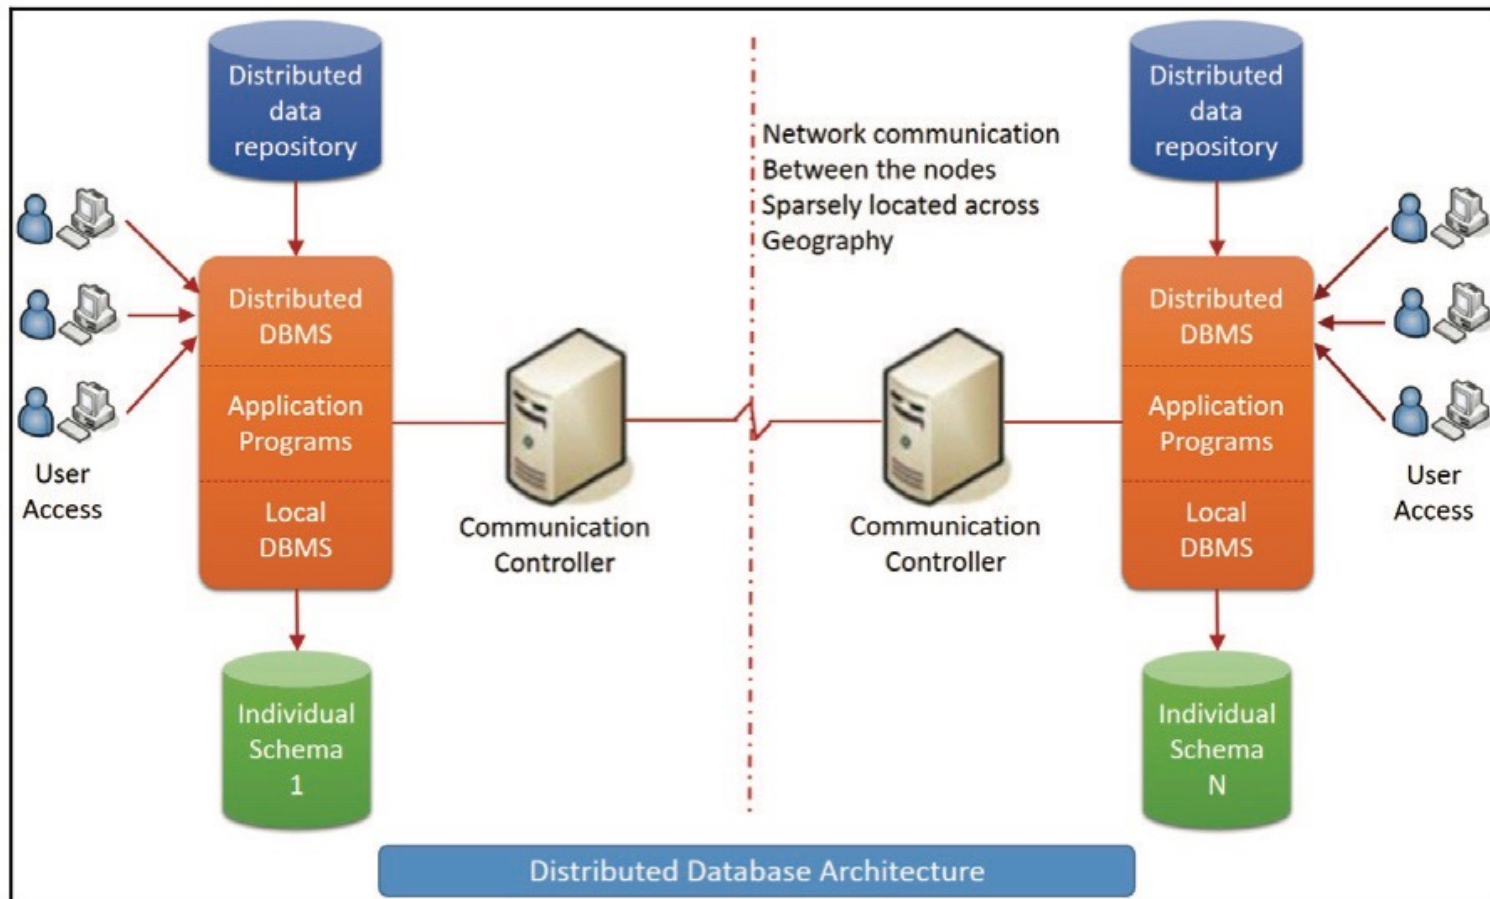 Distributed
data
repository
Distributed
DBMS
Application
Programs
Local
DBMS
User
Access
Individual
Schema
1
Communication
Controller
Network communication
Between the nodes
Sparsely located across
Geography
Communication
Controller
Distributed
data
repository
Distributed
DBMS
Application
Programs
Local
DBMS
User
Access
Individual
Schema
N
Distributed Database Architecture